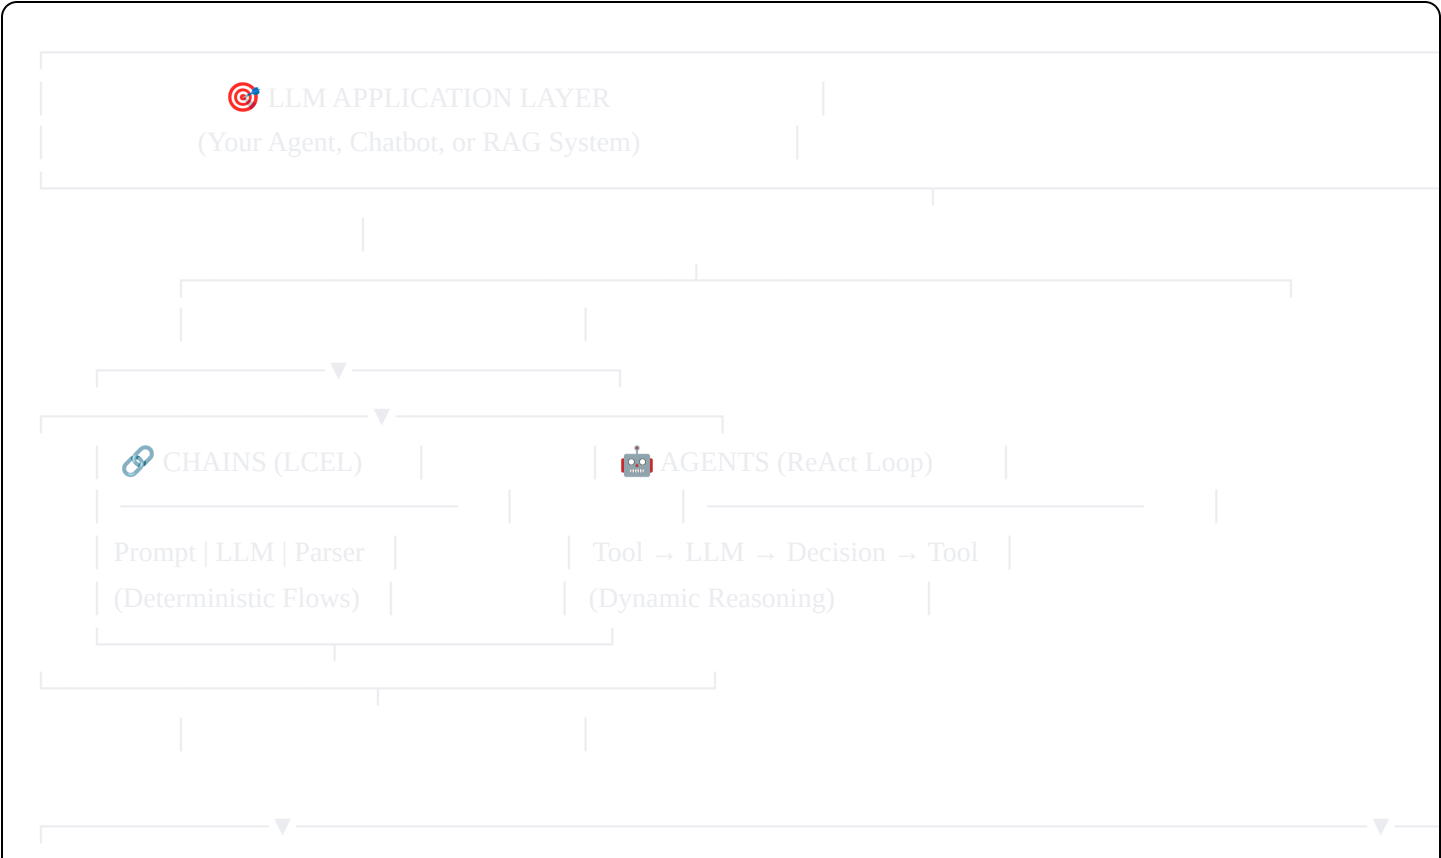 🎯 LLM APPLICATION LAYER
(Your Agent, Chatbot, or RAG System)
🔗 CHAINS (LCEL) 🤖 AGENTS (ReAct Loop)
Prompt | LLM | Parser Tool → LLM → Decision → Tool
(Deterministic Flows) (Dynamic Reasoning)